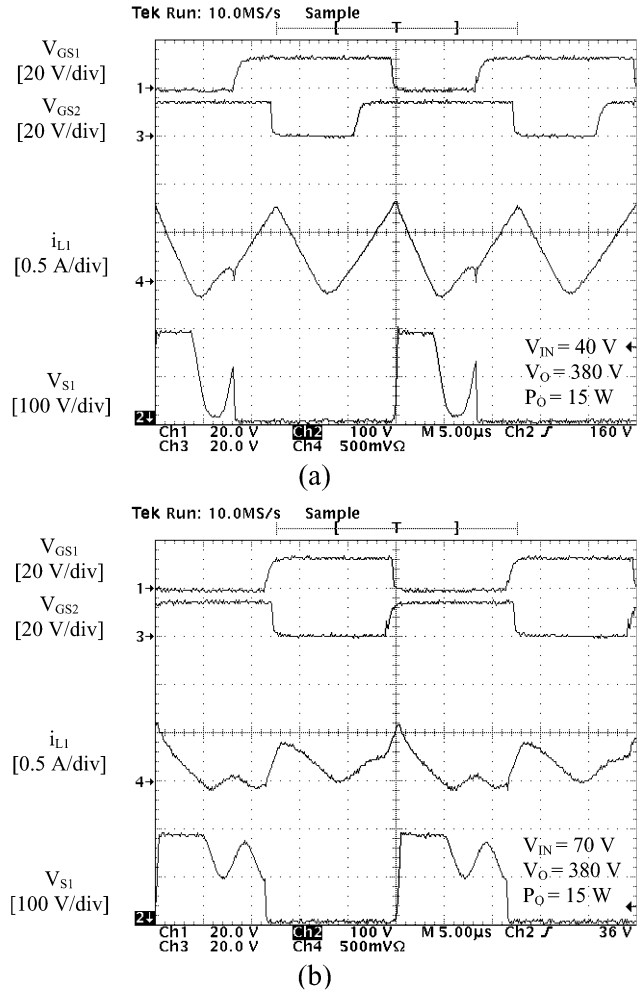 Tek Run: 10.0MS/s Sample
[ T ]
V_GS1
[20 V/div]
1→
V_GS2
[20 V/div]
3→
i_L1
[0.5 A/div]
4→
V_S1
[100 V/div]
V_IN = 40 V
V_O = 380 V
P_O = 15 W
2↓
Ch1 20.0 V Ch2 100 V M 5.00µs Ch2 ƒ 160 V
Ch3 20.0 V Ch4 500mVΩ
(a)
Tek Run: 10.0MS/s Sample
[ T ]
V_GS1
[20 V/div]
1→
V_GS2
[20 V/div]
3→
i_L1
[0.5 A/div]
4→
V_S1
[100 V/div]
V_IN = 70 V
V_O = 380 V
P_O = 15 W
2↓
Ch1 20.0 V Ch2 100 V M 5.00µs Ch2 ƒ 36 V
Ch3 20.0 V Ch4 500mVΩ
(b)